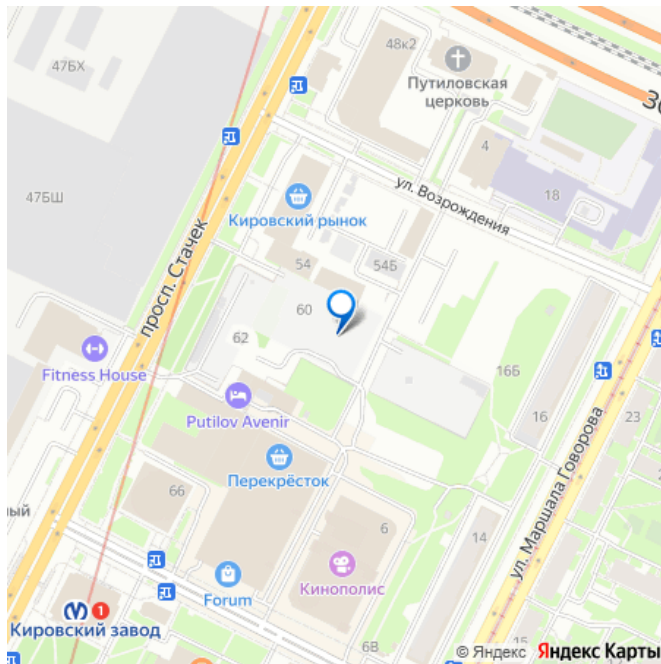 47БХ
48к2
Путиловская
церковь
4
18
47БШ
ул. Возрождения
Кировский рынок
просп. Стачек
54
54Б
60
62
Fitness House
Putilov Avenir
16Б
16
23
ул. Маршала Говорова
Перекрёсток
66
6
14
ный
Кинополис
Forum
1
Кировский завод
6В
15
© Яндекс Яндекс Карты